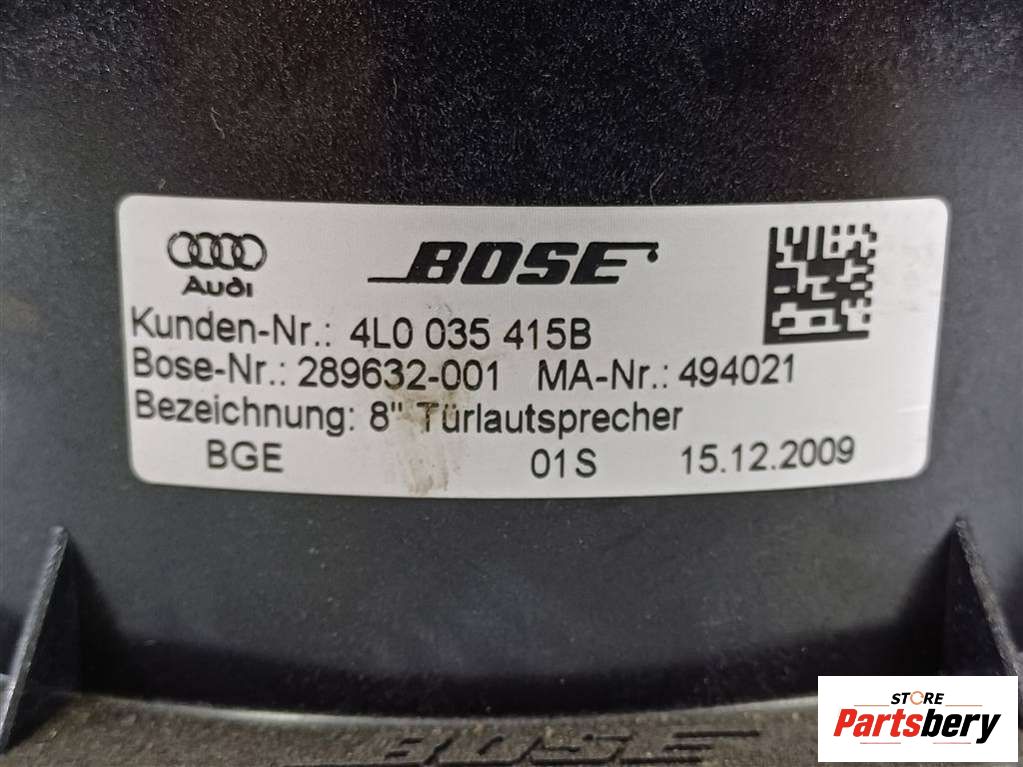 Audi
BOSE
Kunden-Nr.: 4L0 035 415B
Bose-Nr.: 289632-001 MA-Nr.: 494021
Bezeichnung: 8" Türlautsprecher
BGE 01S 15.12.2009
BOSE
STORE
Partsbery